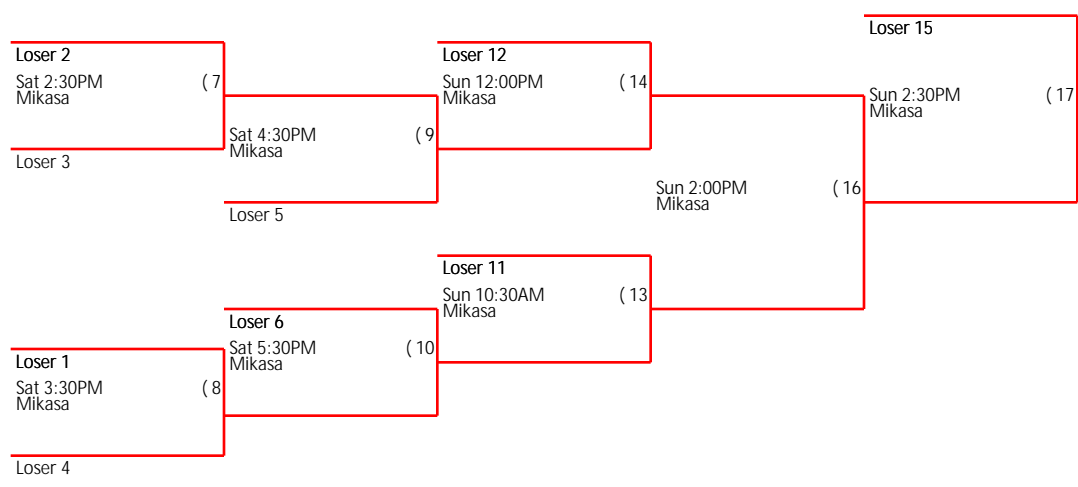 Loser 15
Loser 2
Loser 12
Sat 2:30PM (7
Mikasa
Sun 12:00PM (14
Mikasa
Sun 2:30PM (17
Mikasa
Sat 4:30PM (9
Mikasa
Loser 3
Sun 2:00PM (16
Mikasa
Loser 5
Loser 11
Sun 10:30AM (13
Mikasa
Loser 6
Sat 5:30PM (10
Mikasa
Loser 1
Sat 3:30PM (8
Mikasa
Loser 4